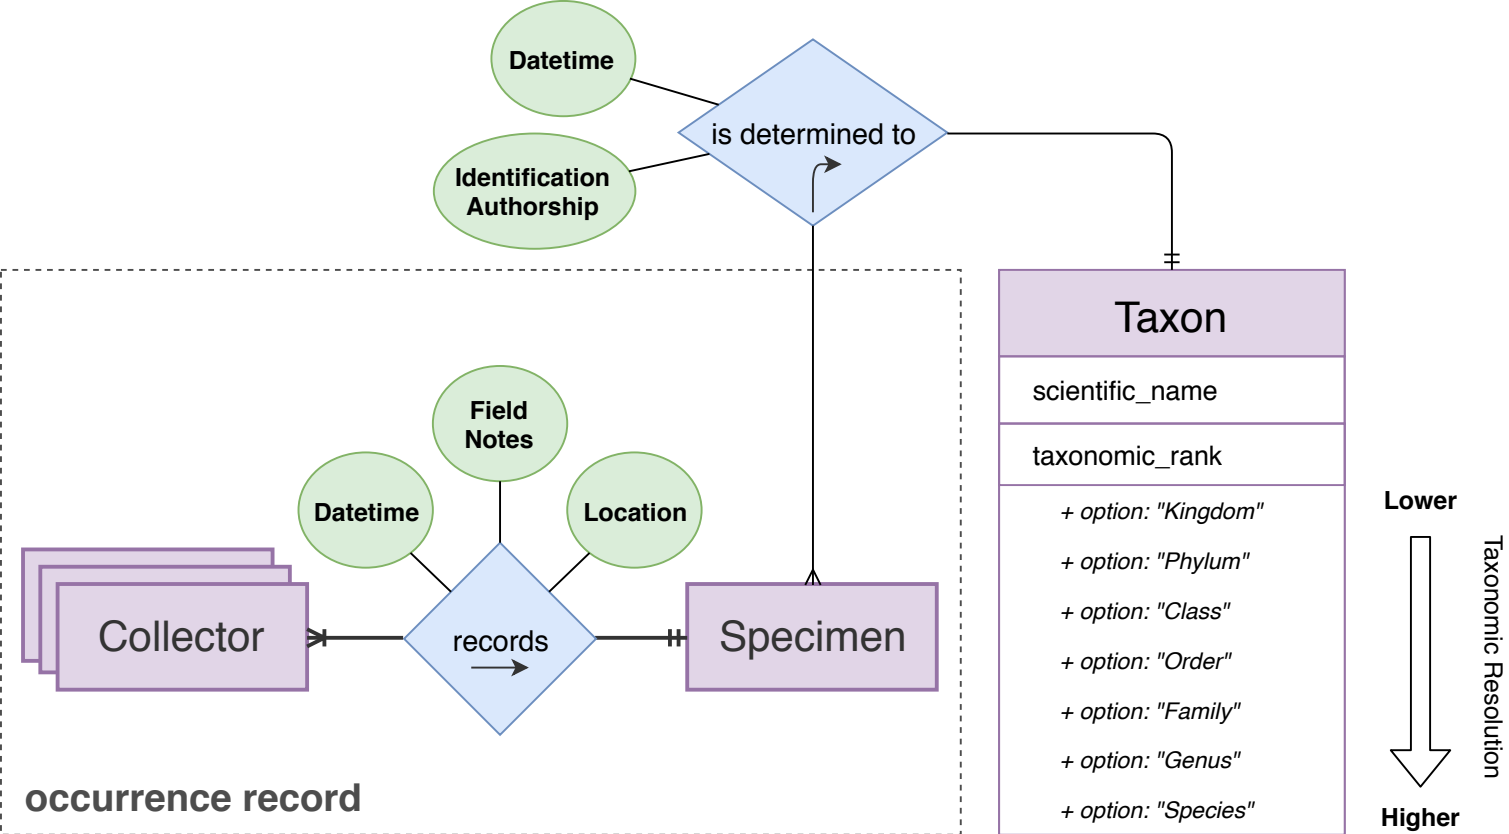 Datetime
is determined to
Identification
Authorship
Taxon
scientific_name
taxonomic_rank
+ option: "Kingdom"
+ option: "Phylum"
+ option: "Class"
+ option: "Order"
+ option: "Family"
+ option: "Genus"
+ option: "Species"
Lower
Taxonomic Resolution
Higher
Field
Notes
Datetime
Location
Collector
records
Specimen
occurrence record